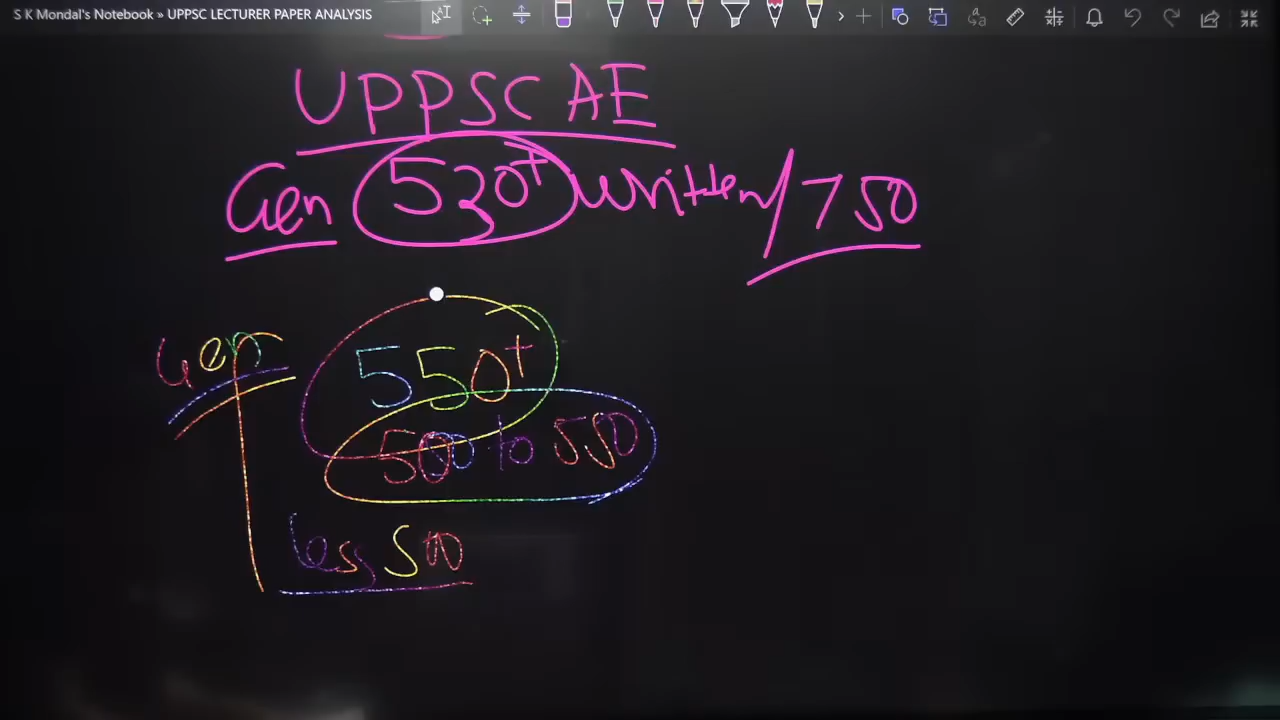 S K Mondal's Notebook » UPPSC LECTURER PAPER ANALYSIS
UPPSC AE
Gen 530+ written/750
Gen
550+
500 to 550
less 500